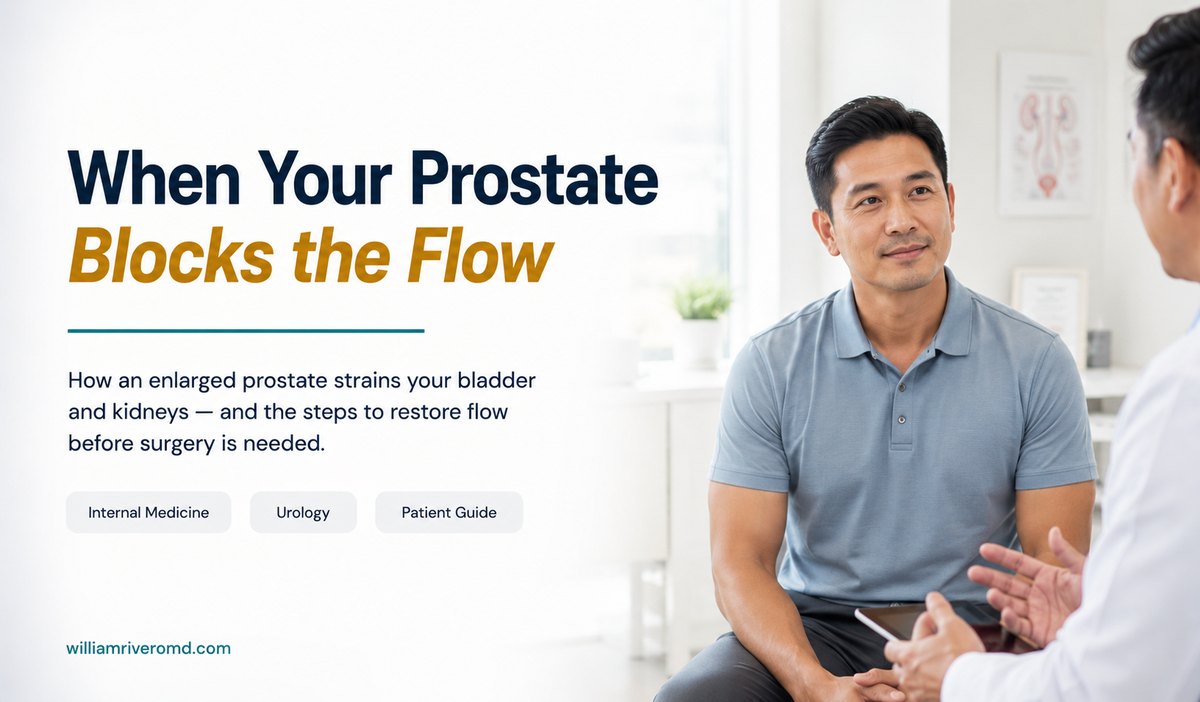 When Your Prostate
Blocks the Flow
How an enlarged prostate strains your bladder
and kidneys — and the steps to restore flow
before surgery is needed.
Internal Medicine
Urology
Patient Guide
williamriveromd.com